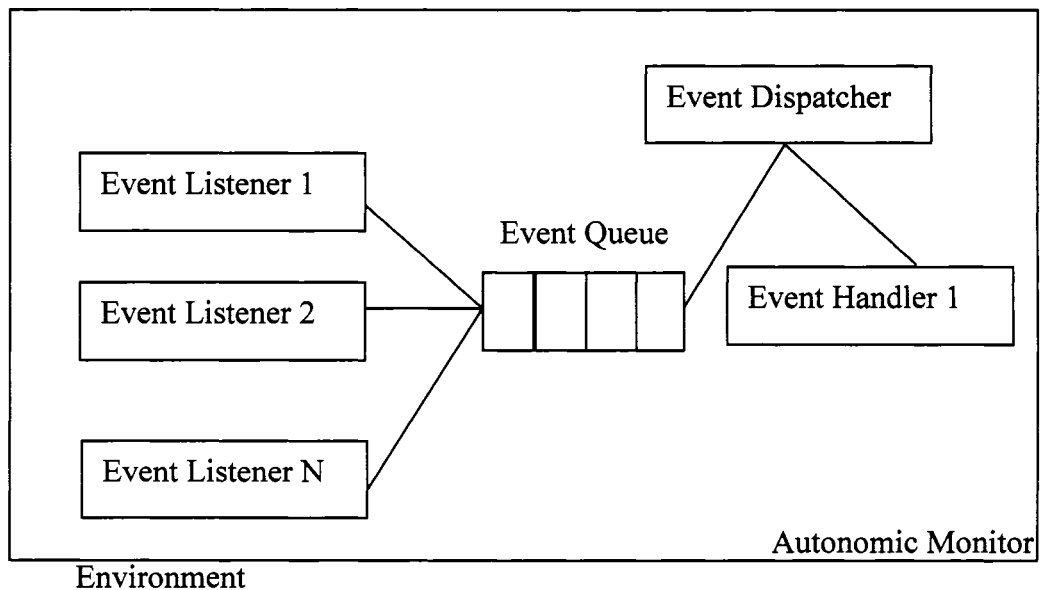 Event Dispatcher
Event Listener 1
Event Queue
Event Listener 2
Event Handler 1
Event Listener N
Autonomic Monitor
Environment